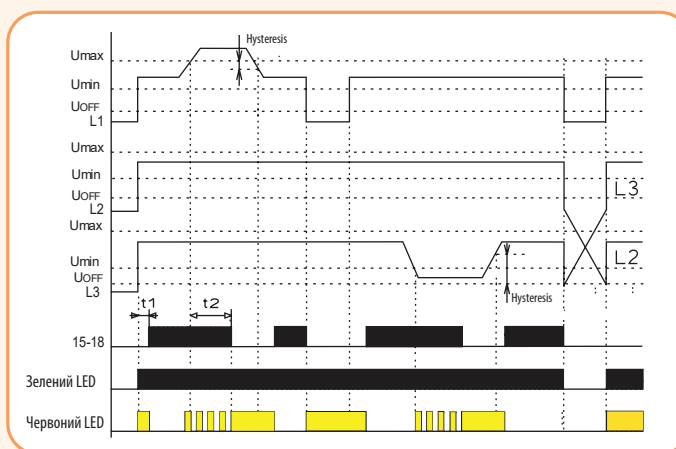 Hysteresis
Umax
Umin
UOFF
L1
Umax
Umin
UOFF
L3
L2
Umax
Umin
L2
UOFF
L3
Hysteresis
t1
t2
15-18
Зелений LED
Червоний LED